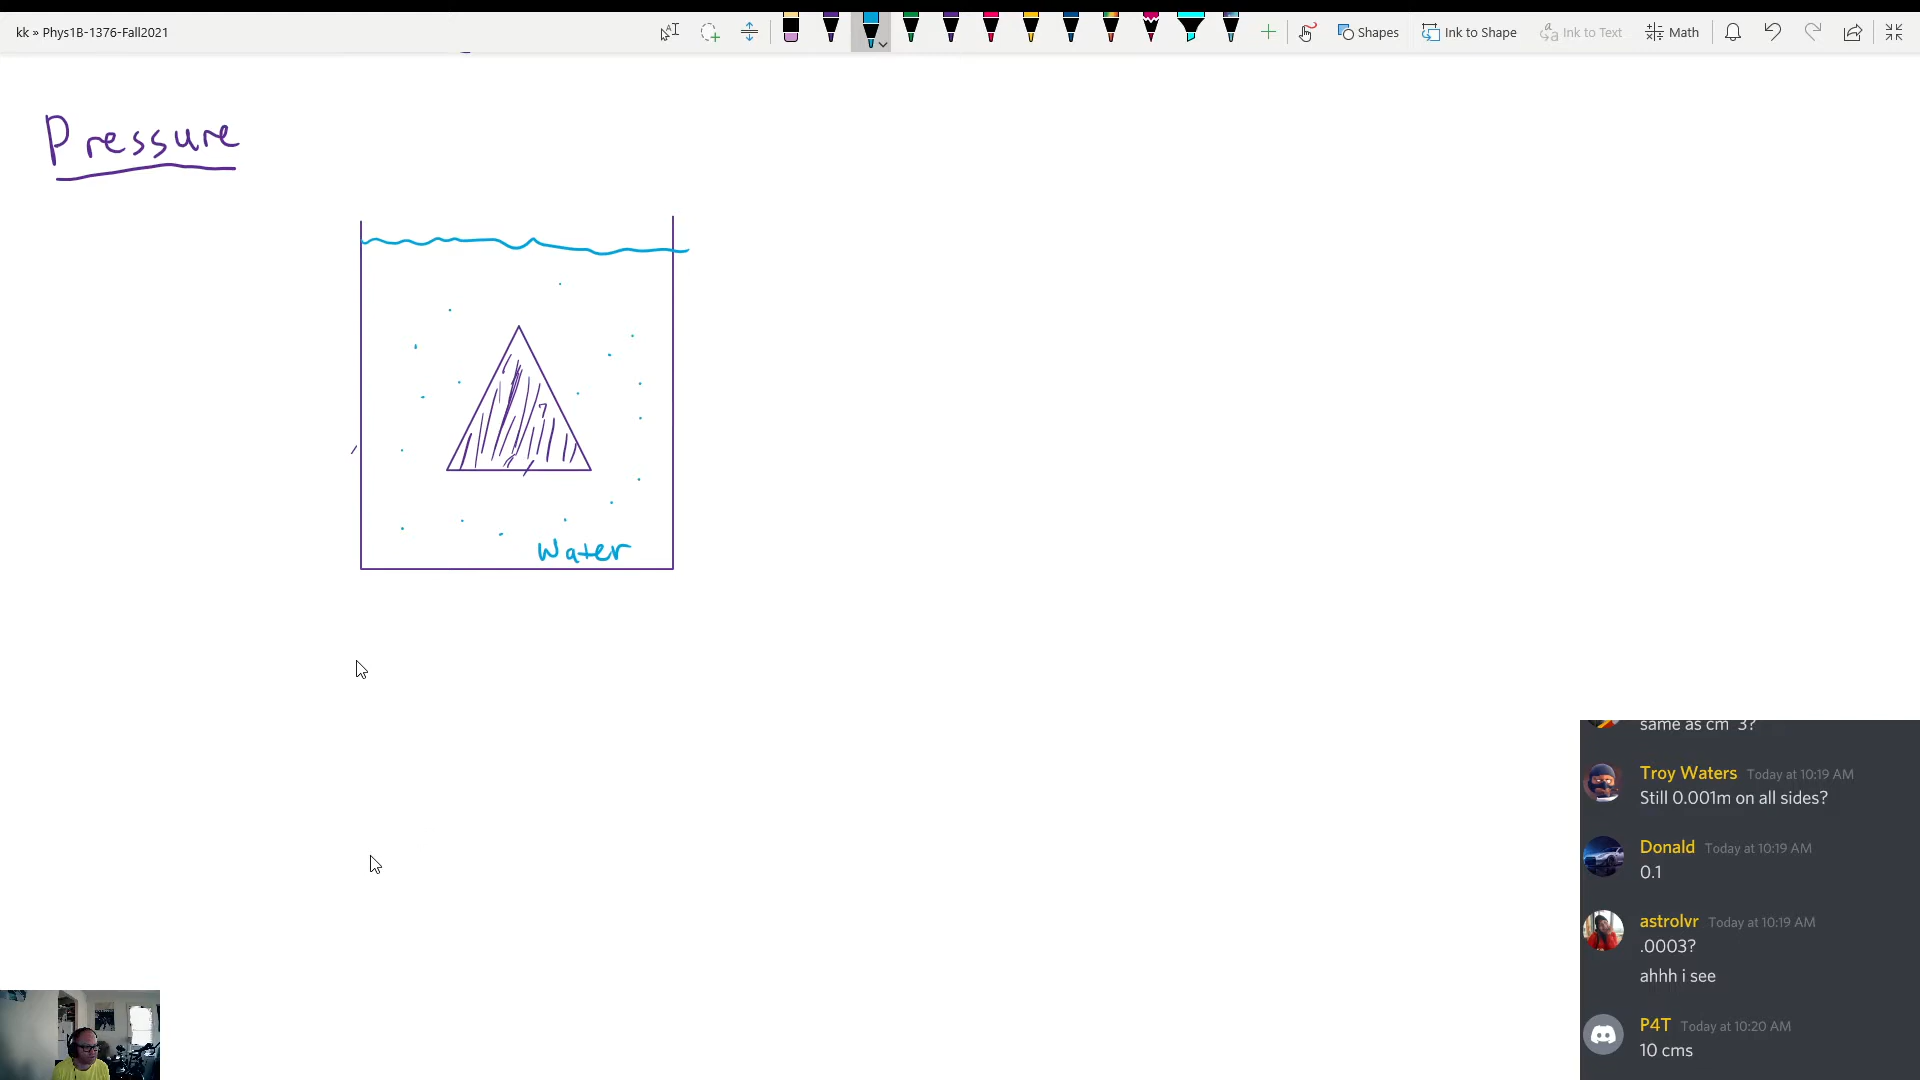 kk » Phys1B-1376-Fall2021
Shapes
Ink to Shape
Ink to Text
Math
Pressure
Water
same as cm 3?
Troy Waters Today at 10:19 AM
Still 0.001m on all sides?
Donald Today at 10:19 AM
0.1
astrolvr Today at 10:19 AM
.0003?
ahhh i see
P4T Today at 10:20 AM
10 cms